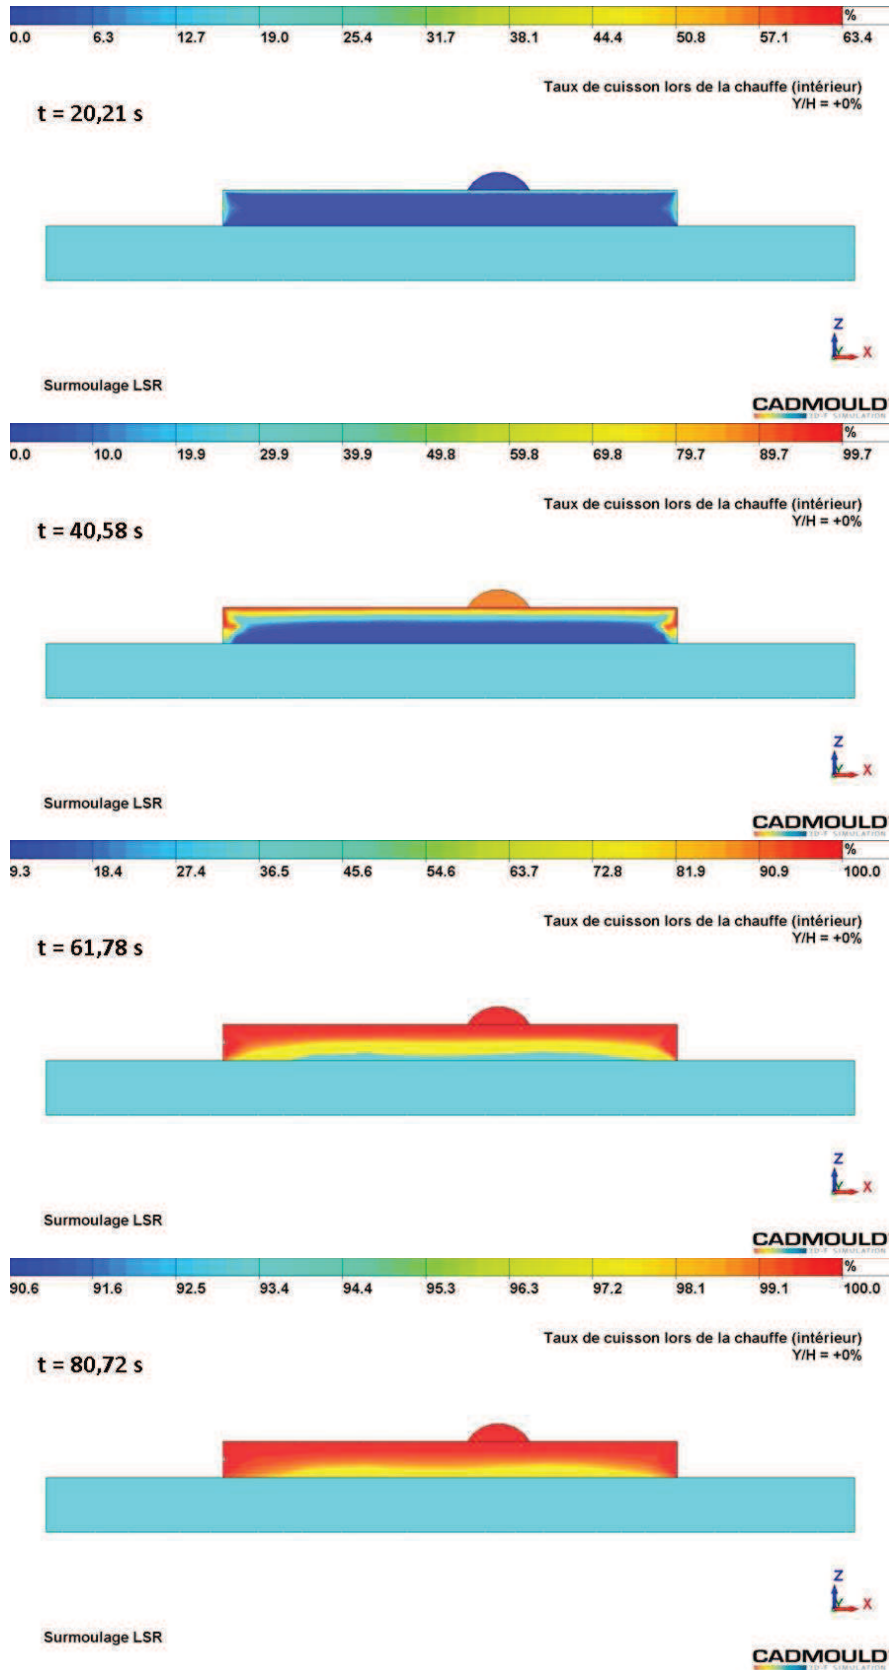 %
0.0 6.3 12.7 19.0 25.4 31.7 38.1 44.4 50.8 57.1 63.4
Taux de cuisson lors de la chauffe (intérieur)
Y/H = +0%
t = 20,21 s
Z
Y X
Surmoulage LSR
CADMOULD
3D-F SIMULATION
%
0.0 10.0 19.9 29.9 39.9 49.8 59.8 69.8 79.7 89.7 99.7
Taux de cuisson lors de la chauffe (intérieur)
Y/H = +0%
t = 40,58 s
Z
Y X
Surmoulage LSR
CADMOULD
3D-F SIMULATION
%
9.3 18.4 27.4 36.5 45.6 54.6 63.7 72.8 81.9 90.9 100.0
Taux de cuisson lors de la chauffe (intérieur)
Y/H = +0%
t = 61,78 s
Z
Y X
Surmoulage LSR
CADMOULD
3D-F SIMULATION
%
90.6 91.6 92.5 93.4 94.4 95.3 96.3 97.2 98.1 99.1 100.0
Taux de cuisson lors de la chauffe (intérieur)
Y/H = +0%
t = 80,72 s
Z
Y X
Surmoulage LSR
CADMOULD